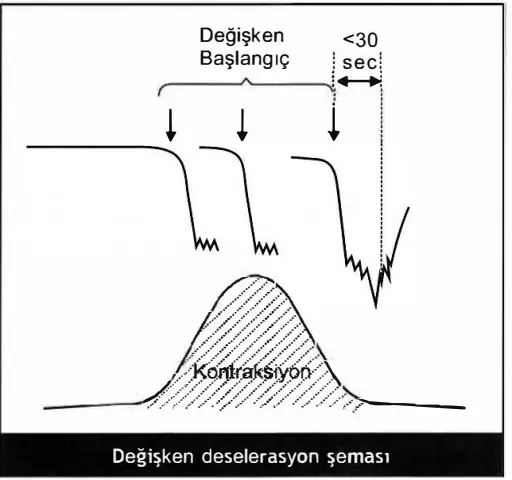 Değişken
Başlangıç
<30
sec
Kontraksiyon
Değişken deselerasyon şeması